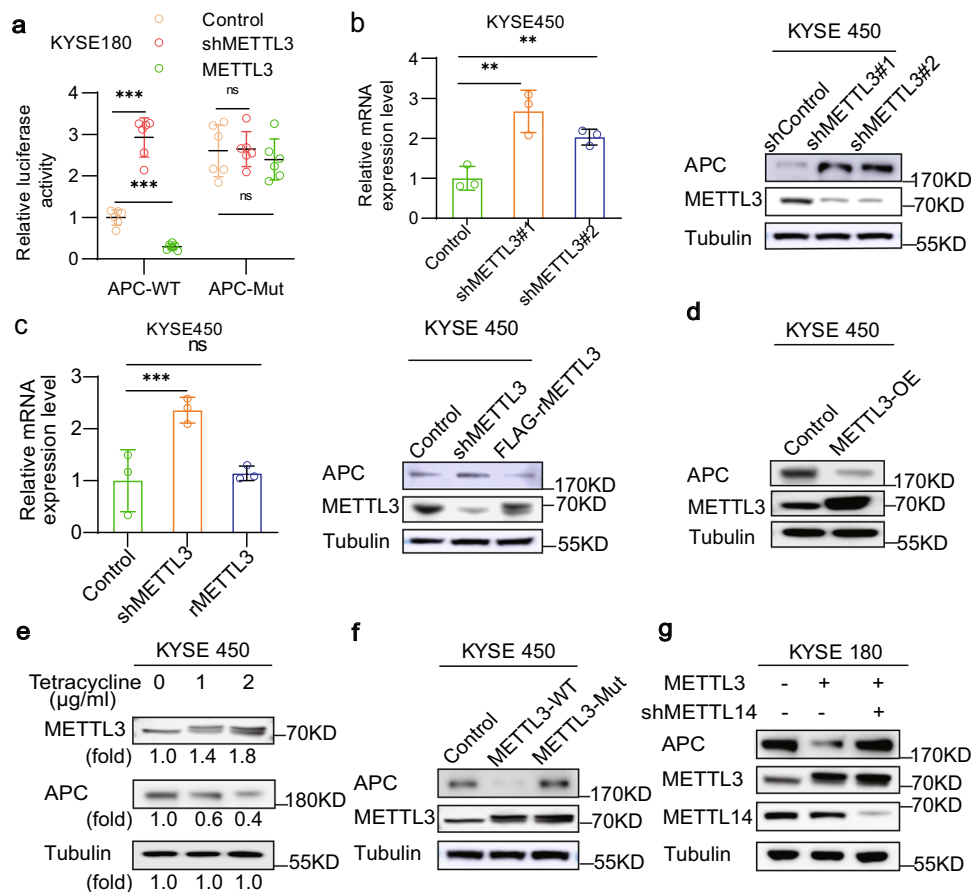 a
KYSE180
Control
shMETTL3
METTL3
Relative luciferase
activity
4
3
2
1
0
***
***
ns
ns
APC-WT
APC-Mut
b
KYSE450
**
**
Relative mRNA
expression level
4
3
2
1
0
Control
shMETTL3#1
shMETTL3#2
KYSE 450
shControl
shMETTL3#1
shMETTL3#2
APC
170KD
METTL3
70KD
Tubulin
55KD
c
KYSE450
ns
***
Relative mRNA
expression level
3
2
1
0
Control
shMETTL3
rMETTL3
KYSE 450
Control
shMETTL3
FLAG-rMETTL3
APC
170KD
METTL3
70KD
Tubulin
55KD
d
KYSE 450
Control
METTL3-OE
APC
170KD
METTL3
70KD
Tubulin
55KD
e
KYSE 450
Tetracycline 0 1 2
(µg/ml)
METTL3
70KD
(fold) 1.0 1.4 1.8
APC
180KD
(fold) 1.0 0.6 0.4
Tubulin
55KD
(fold) 1.0 1.0 1.0
f
KYSE 450
Control
METTL3-WT
METTL3-Mut
APC
170KD
METTL3
70KD
Tubulin
55KD
g
KYSE 180
METTL3 - + +
shMETTL14 - - +
APC
170KD
METTL3
70KD
METTL14
70KD
Tubulin
55KD